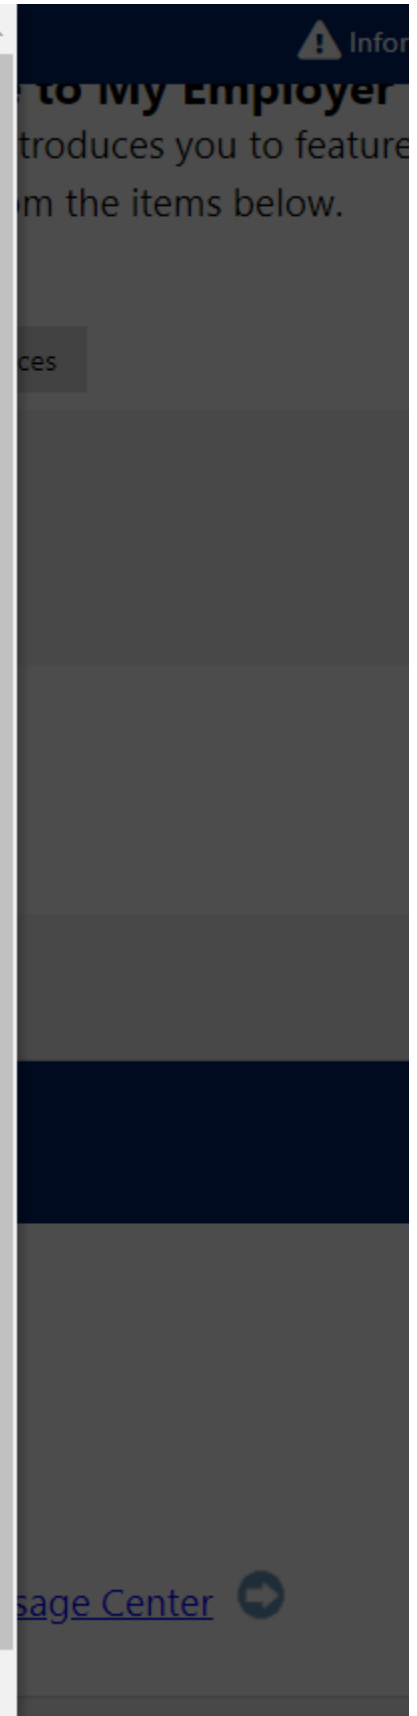 Infor
to My Employer
troduces you to feature
m the items below.
ces
sage Center